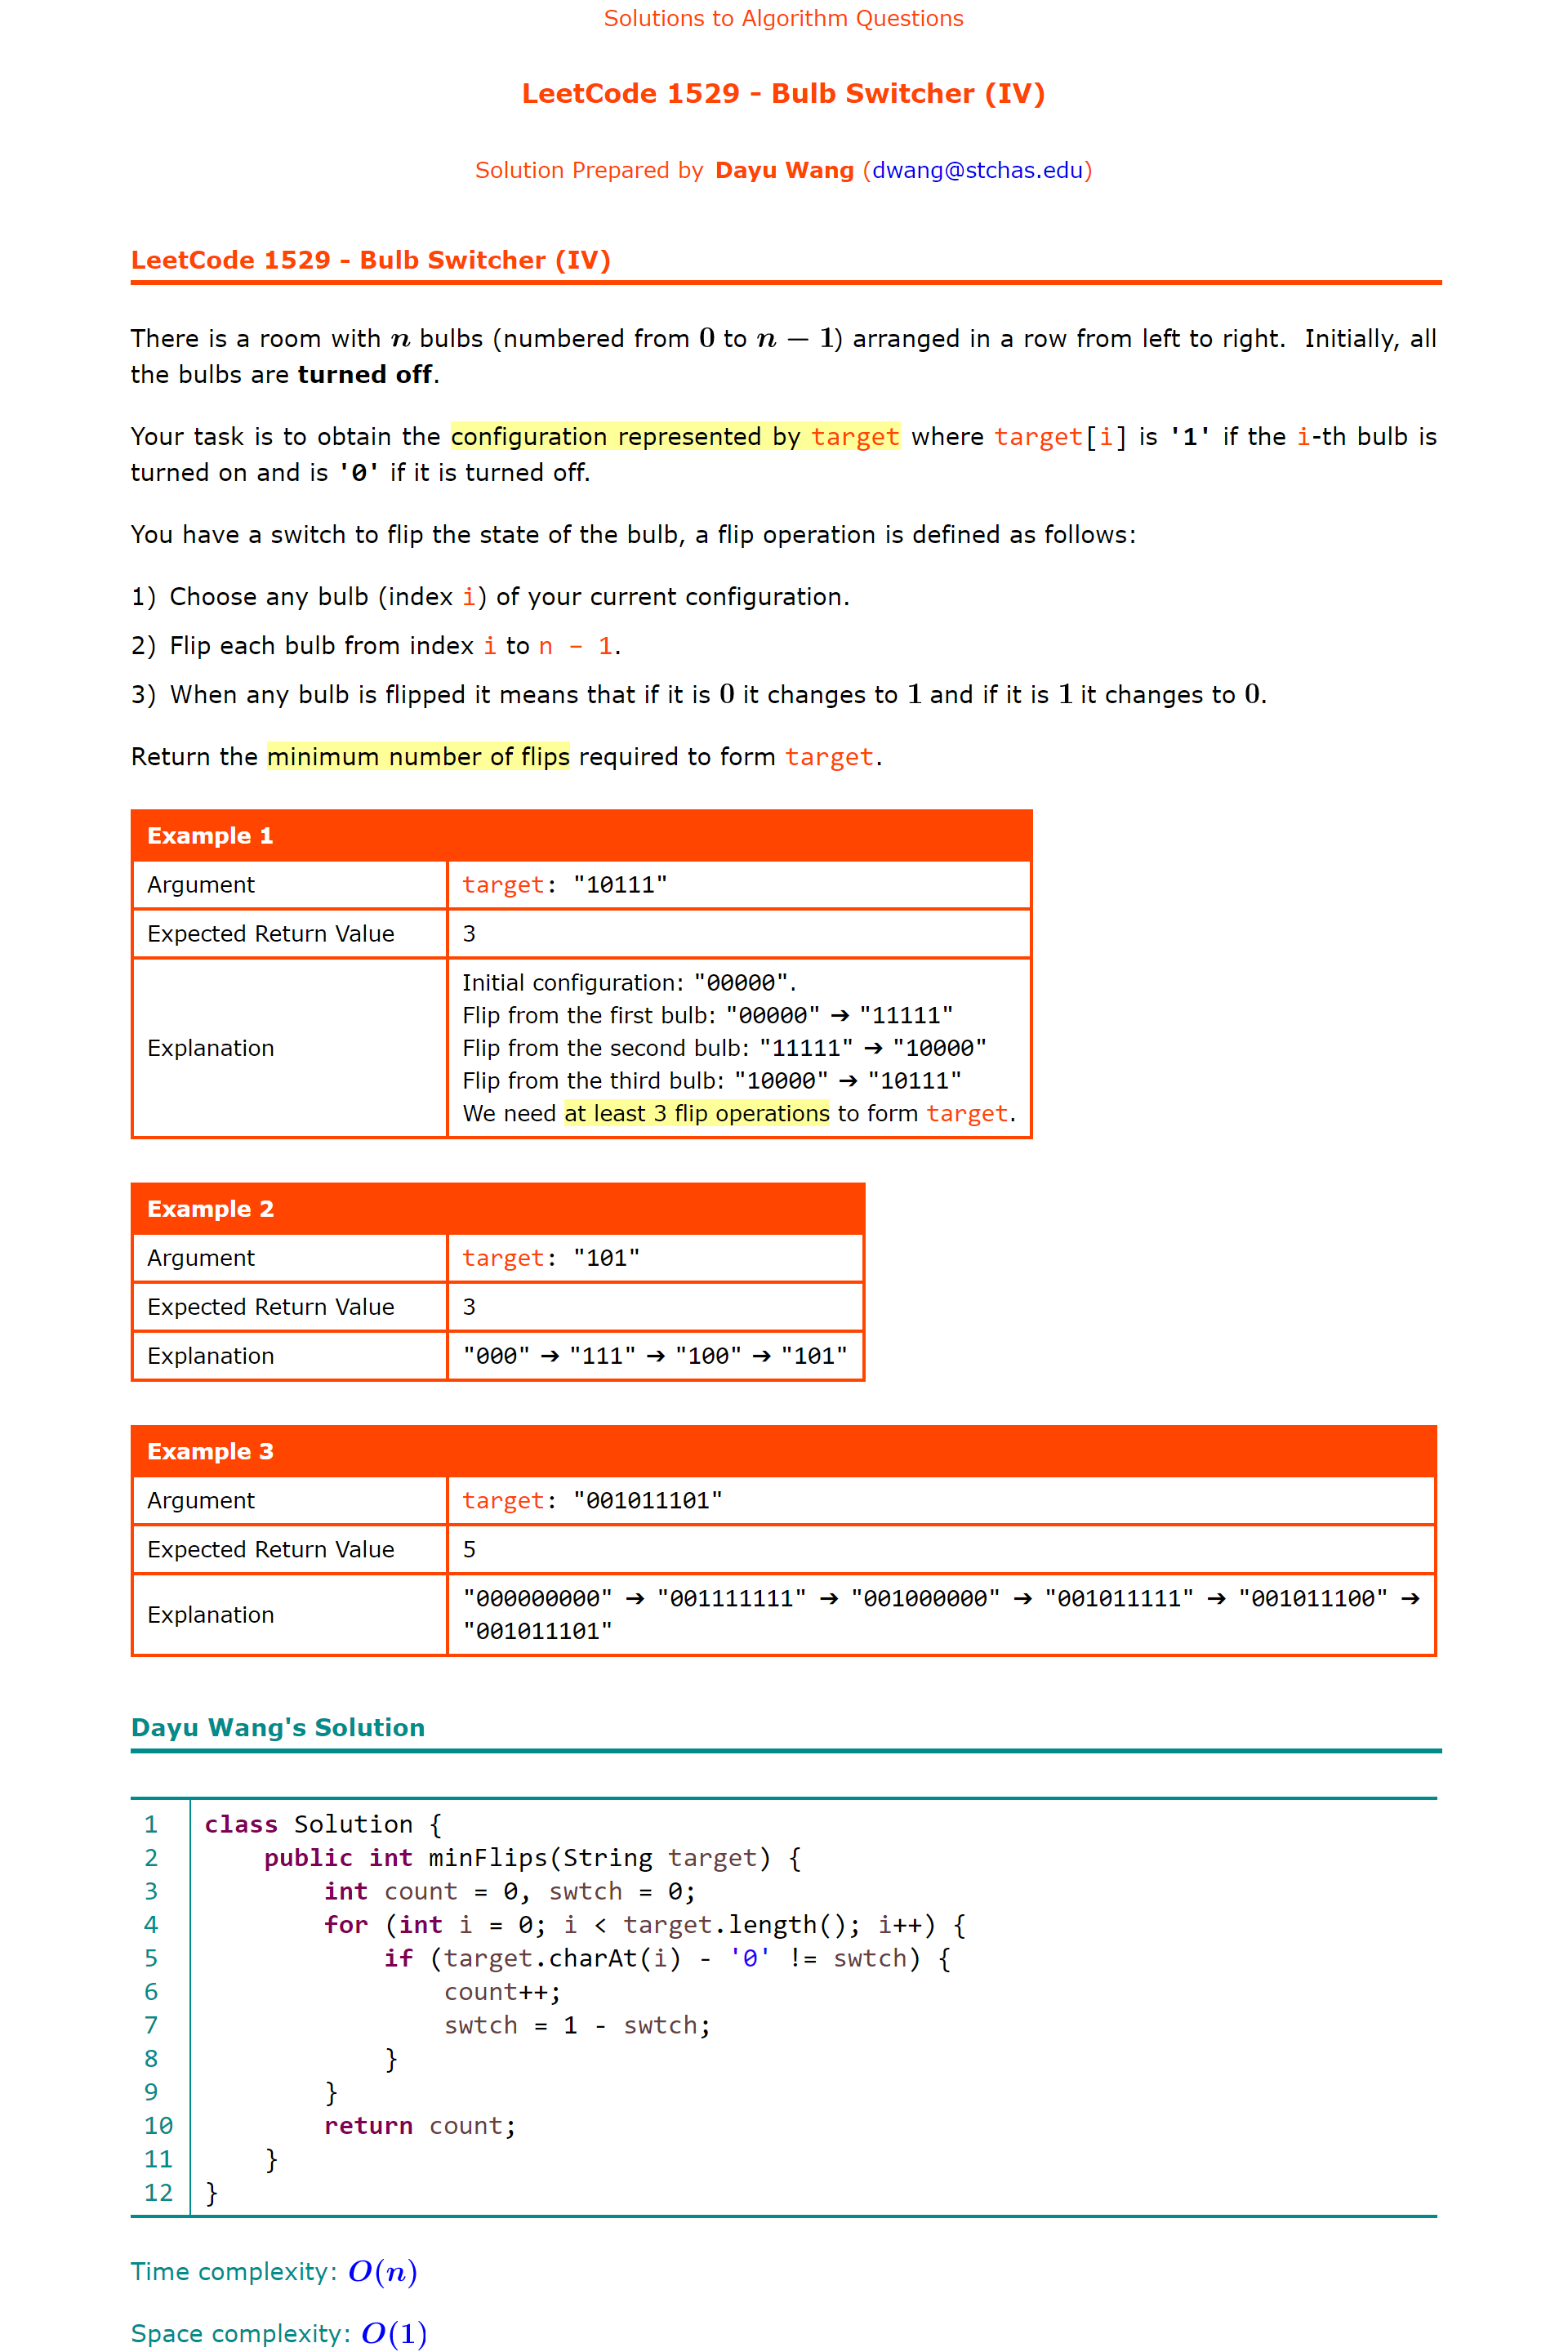 Solutions to Algorithm Questions
LeetCode 1529 - Bulb Switcher (IV)
Solution Prepared by Dayu Wang (dwang@stchas.edu)
LeetCode 1529 - Bulb Switcher (IV)
There is a room with n bulbs (numbered from 0 to n − 1) arranged in a row from left to right. Initially, all
the bulbs are turned off.
Your task is to obtain the configuration represented by target where target[i] is '1' if the i-th bulb is
turned on and is '0' if it is turned off.
You have a switch to flip the state of the bulb, a flip operation is defined as follows:
1) Choose any bulb (index i) of your current configuration.
2) Flip each bulb from index i to n – 1.
3) When any bulb is flipped it means that if it is 0 it changes to 1 and if it is 1 it changes to 0.
Return the minimum number of flips required to form target.
Example 1
Argument target: "10111"
Expected Return Value 3
Explanation
Initial configuration: "00000".
Flip from the first bulb: "00000" ➔ "11111"
Flip from the second bulb: "11111" ➔ "10000"
Flip from the third bulb: "10000" ➔ "10111"
We need at least 3 flip operations to form target.
Example 2
Argument target: "101"
Expected Return Value 3
Explanation "000" ➔ "111" ➔ "100" ➔ "101"
Example 3
Argument target: "001011101"
Expected Return Value 5
Explanation
"000000000" ➔ "001111111" ➔ "001000000" ➔ "001011111" ➔ "001011100" ➔
"001011101"
Dayu Wang's Solution
1 class Solution {
2     public int minFlips(String target) {
3         int count = 0, swtch = 0;
4         for (int i = 0; i < target.length(); i++) {
5             if (target.charAt(i) - '0' != swtch) {
6                 count++;
7                 swtch = 1 - swtch;
8             }
9         }
10         return count;
11     }
12 }
Time complexity: O(n)
Space complexity: O(1)